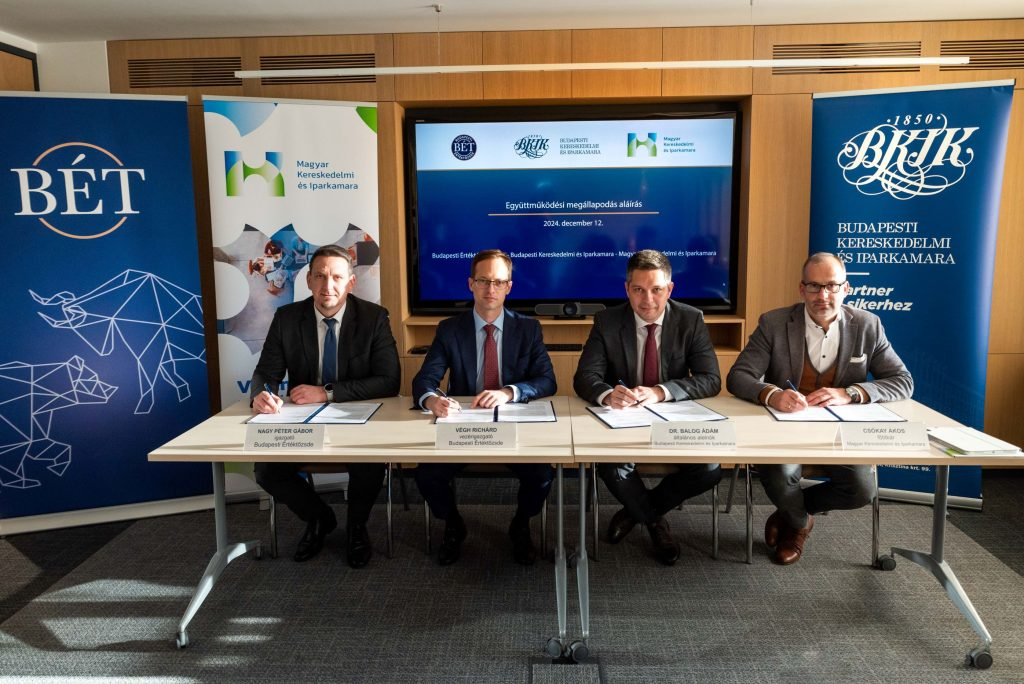 BÉT
Magyar
Kereskedelmi
és Iparkamara
BÉT
BUDAPESTI
KERESKEDELMI
ÉS IPARKAMARA
Magyar
Kereskedelmi
és Iparkamara
Együttműködési megállapodás aláírás
2024. december 12.
Budapesti Kereskedelmi és Iparkamara
1850
BKIK
BUDAPESTI
KERESKEDELMI
ÉS IPARKAMARA
NAGY PÉTER GÁBOR
igazgató
Budapesti Értéktőzsde
VÉGH RICHÁRD
vezérigazgató
Budapesti Értéktőzsde
DR. BALOG ÁDÁM
általános alelnök
Budapesti Kereskedelmi és Iparkamara
CSÓKAY ÁKOS
főtitkár
Magyar Kereskedelmi és Iparkamara
Krisztina krt. 99.